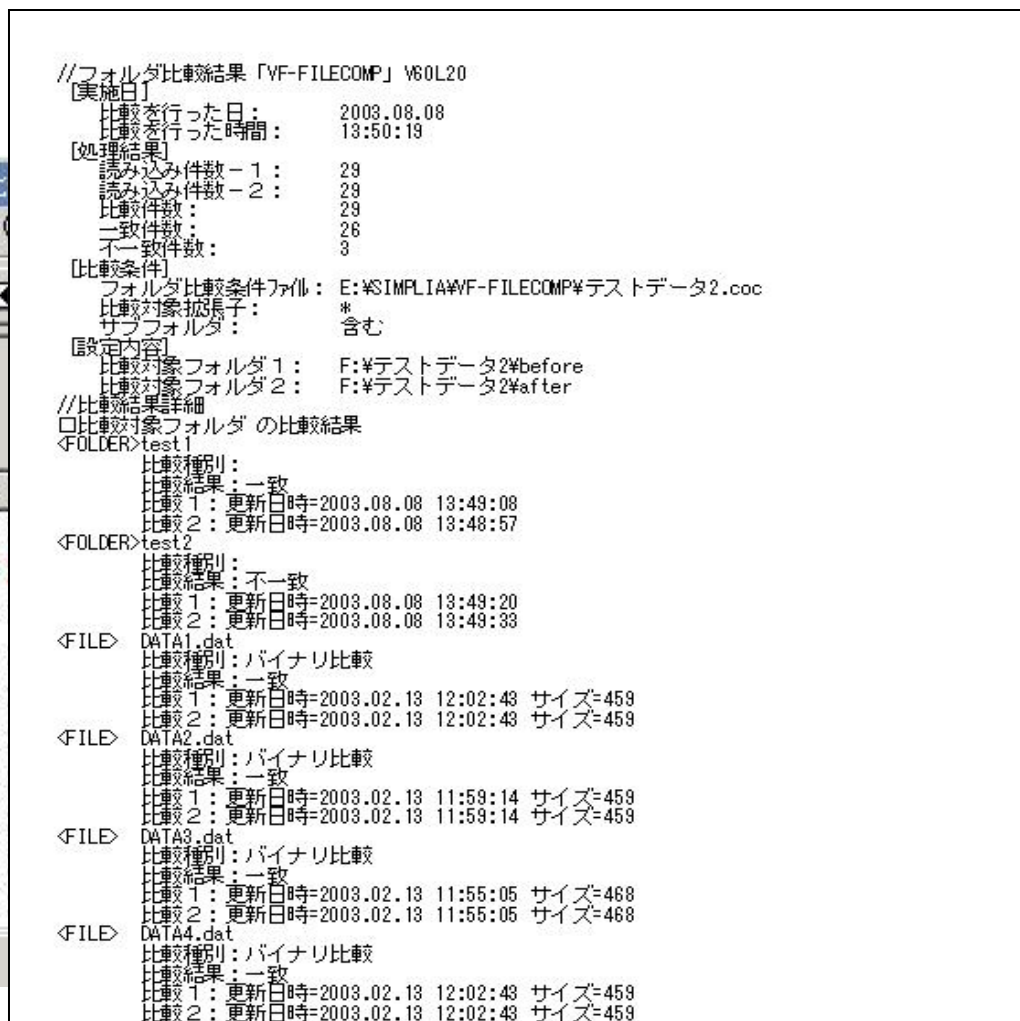 //フォルダ比較結果「VF-FILECOMP」V60L20
[実施日]
比較を行った日： 2003.08.08
比較を行った時間： 13:50:19
[処理結果]
読み込み件数－１： 29
読み込み件数－２： 29
比較件数： 29
一致件数： 26
不一致件数： 3
[比較条件]
フォルダ比較条件ﾌｧｲﾙ： E:¥SIMPLIA¥VF-FILECOMP¥テストデータ2.coc
比較対象拡張子： *
サブフォルダ： 含む
[設定内容]
比較対象フォルダ１： F:¥テストデータ2¥before
比較対象フォルダ２： F:¥テストデータ2¥after
//比較結果詳細
口比較対象フォルダ の比較結果
<FOLDER>test1
比較種別：
比較結果：一致
比較１：更新日時=2003.08.08 13:49:08
比較２：更新日時=2003.08.08 13:48:57
<FOLDER>test2
比較種別：
比較結果：不一致
比較１：更新日時=2003.08.08 13:49:20
比較２：更新日時=2003.08.08 13:49:33
<FILE> DATA1.dat
比較種別：バイナリ比較
比較結果：一致
比較１：更新日時=2003.02.13 12:02:43 サイズ=459
比較２：更新日時=2003.02.13 12:02:43 サイズ=459
<FILE> DATA2.dat
比較種別：バイナリ比較
比較結果：一致
比較１：更新日時=2003.02.13 11:59:14 サイズ=459
比較２：更新日時=2003.02.13 11:59:14 サイズ=459
<FILE> DATA3.dat
比較種別：バイナリ比較
比較結果：一致
比較１：更新日時=2003.02.13 11:55:05 サイズ=468
比較２：更新日時=2003.02.13 11:55:05 サイズ=468
<FILE> DATA4.dat
比較種別：バイナリ比較
比較結果：一致
比較１：更新日時=2003.02.13 12:02:43 サイズ=459
比較２：更新日時=2003.02.13 12:02:43 サイズ=459